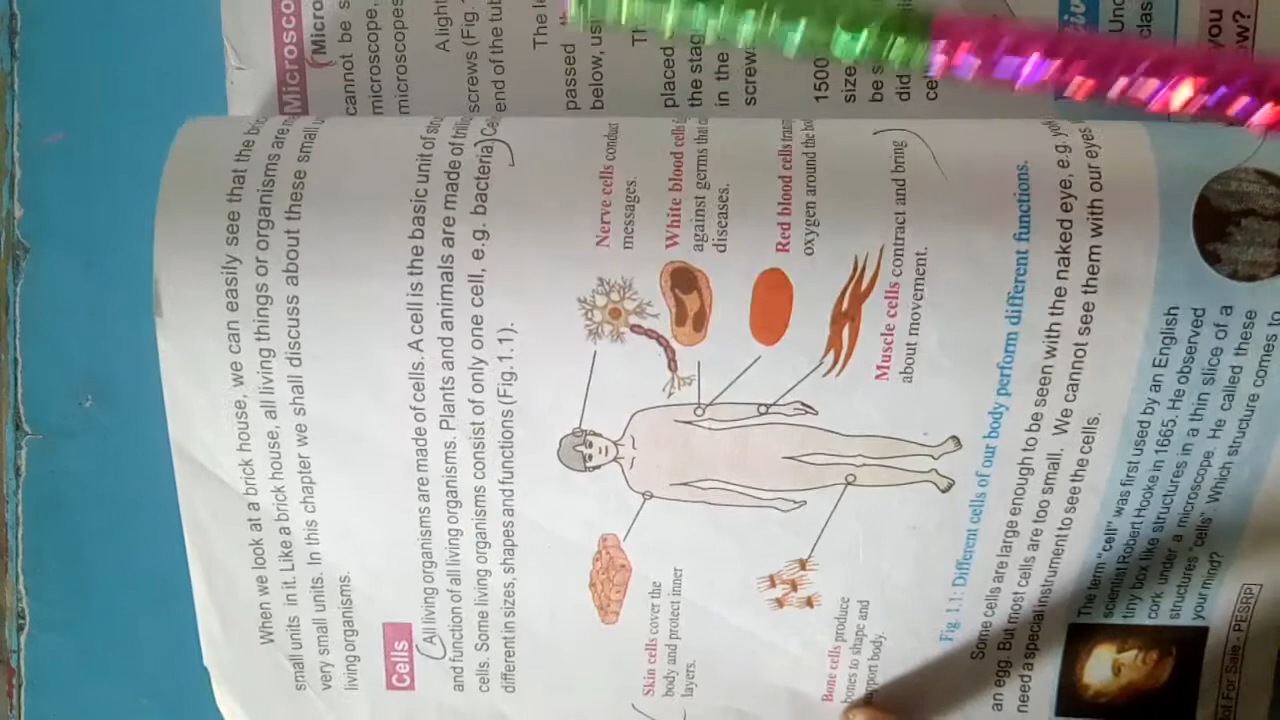 When we look at a brick house, we can easily see that the
small units in it. Like a brick house, all living things or organisms are
very small units. In this chapter we shall discuss about these small
living organisms.
Cells
All living organisms are made of cells. A cell is the basic unit of
and function of all living organisms. Plants and animals are made of
cells. Some living organisms consist of only one cell, e.g. bacteria.
different in sizes, shapes and functions (Fig.1.1).
Nerve cells conduct
messages.
White blood cells
against germs that
diseases.
Red blood cells
oxygen around the
Muscle cells contract and bring
about movement.
Skin cells cover the
body and protect inner
layers.
Bone cells produce
bones to shape and
support body.
Fig. 1.1: Different cells of our body perform different functions.
Some cells are large enough to be seen with the naked eye, e.g.
an egg. But most cells are too small. We cannot see them with our eyes
need a special instrument to see the cells.
The term "cell" was first used by an English
scientist Robert Hooke in 1665. He observed
tiny box like structures in a thin slice of a
cork under a microscope. He called these
structures "cells". Which structure comes to
your mind?
Not For Sale - PESRP
Microsco
Micro
cannot be s
microscope,
microscopes
A light
screws (Fig.
end of the tub
The
passed
below,
placed
the stag
in the
screw
1500
size
be s
did
Unc
clas
you
w?